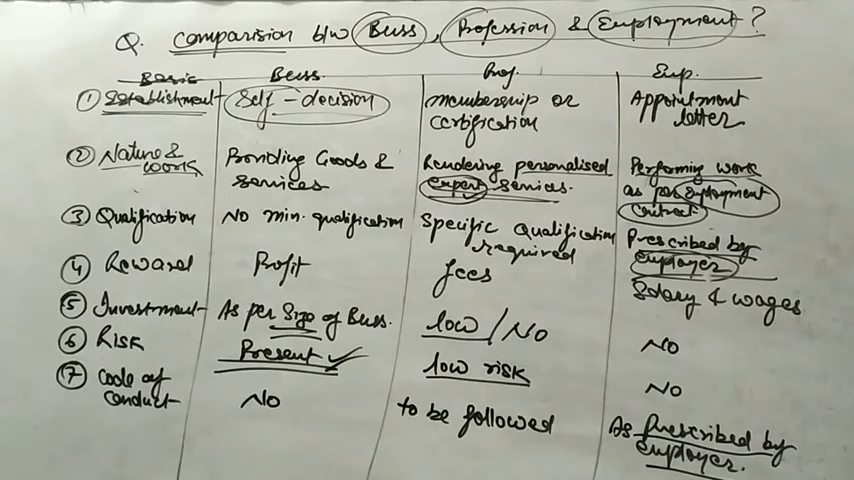 Q. Comparision b/w Buss, Profession & Employment?
Basic Buss. Prof. Emp.
① Establishment Self-decision membership or Appointment
certification letter
② Nature & Providing Goods & Rendering personalised Performing work
work services expert services. as per employment
contract
③ Qualification No min. qualification Specific Qualification Prescribed by
required employer
④ Reward Profit fees Salary & wages
⑤ Investment As per Size of Buss. low/No No
⑥ Risk Present ✓ low risk No
⑦ Code of No to be followed As Prescribed by
conduct employer.